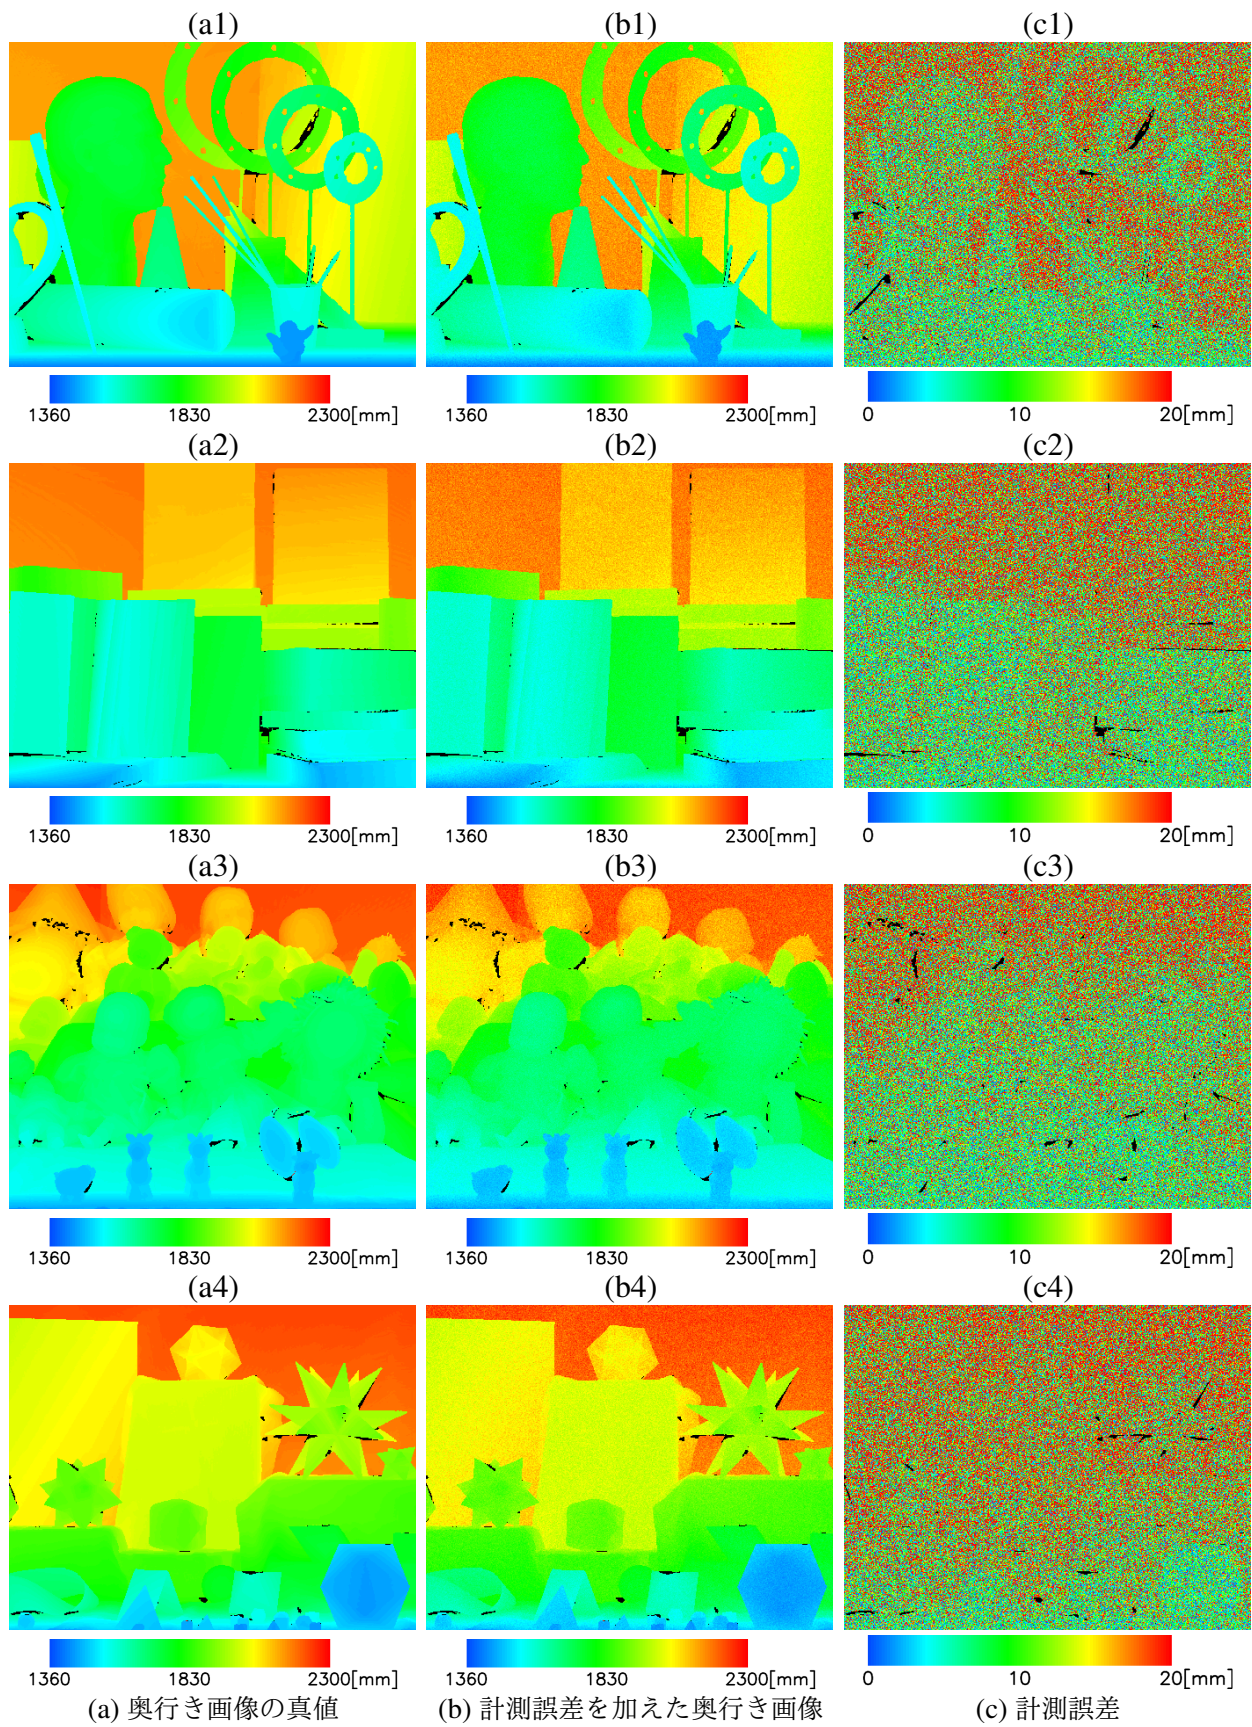 (a1) (b1) (c1)
1360 1830 2300[mm] 1360 1830 2300[mm] 0 10 20[mm]
(a2) (b2) (c2)
1360 1830 2300[mm] 1360 1830 2300[mm] 0 10 20[mm]
(a3) (b3) (c3)
1360 1830 2300[mm] 1360 1830 2300[mm] 0 10 20[mm]
(a4) (b4) (c4)
1360 1830 2300[mm] 1360 1830 2300[mm] 0 10 20[mm]
(a) 奥行き画像の真値 (b) 計測誤差を加えた奥行き画像 (c) 計測誤差